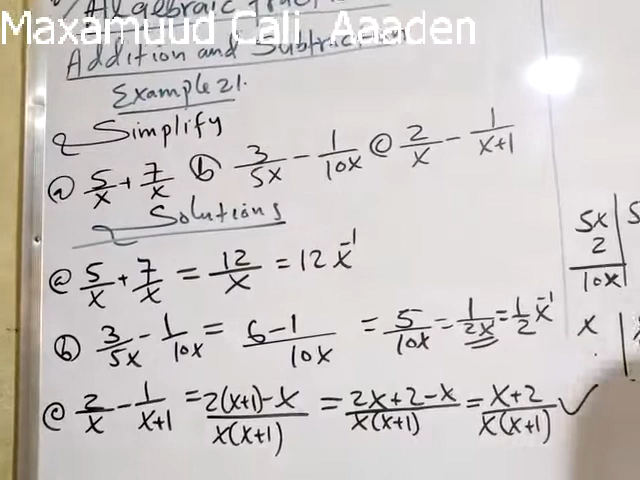 Algebraic
Maxamuud Cali Aaaden
Addition and Subtraction
Example 21.
Simplify
ⓐ 5/x + 7/x ⓑ 3/5x - 1/10x ⓒ 2/x - 1/x+1
Solutions
ⓐ 5/x + 7/x = 12/x = 12x⁻¹
ⓑ 3/5x - 1/10x = 6-1/10x = 5/10x = 1/2x = 1/2 x⁻¹
ⓒ 2/x - 1/x+1 = 2(x+1)-x/x(x+1) = 2x+2-x/x(x+1) = x+2/x(x+1) ✓
5x | 5
2
10x
x